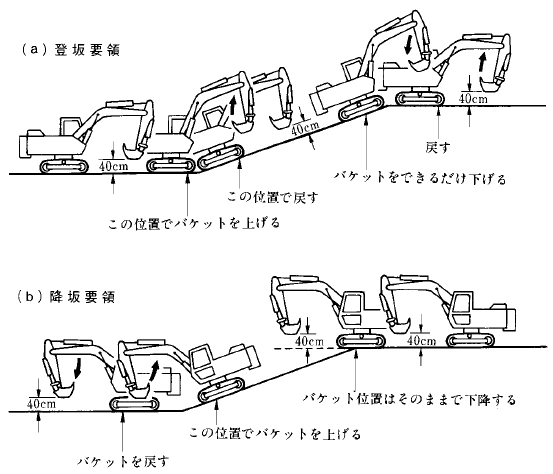 (a) 登坂要領
40cm
40cm
40cm
戻す
バケットをできるだけ下げる
この位置で戻す
この位置でバケットを上げる
(b) 降坂要領
40cm
40cm
40cm
バケット位置はそのままで下降する
この位置でバケットを上げる
バケットを戻す